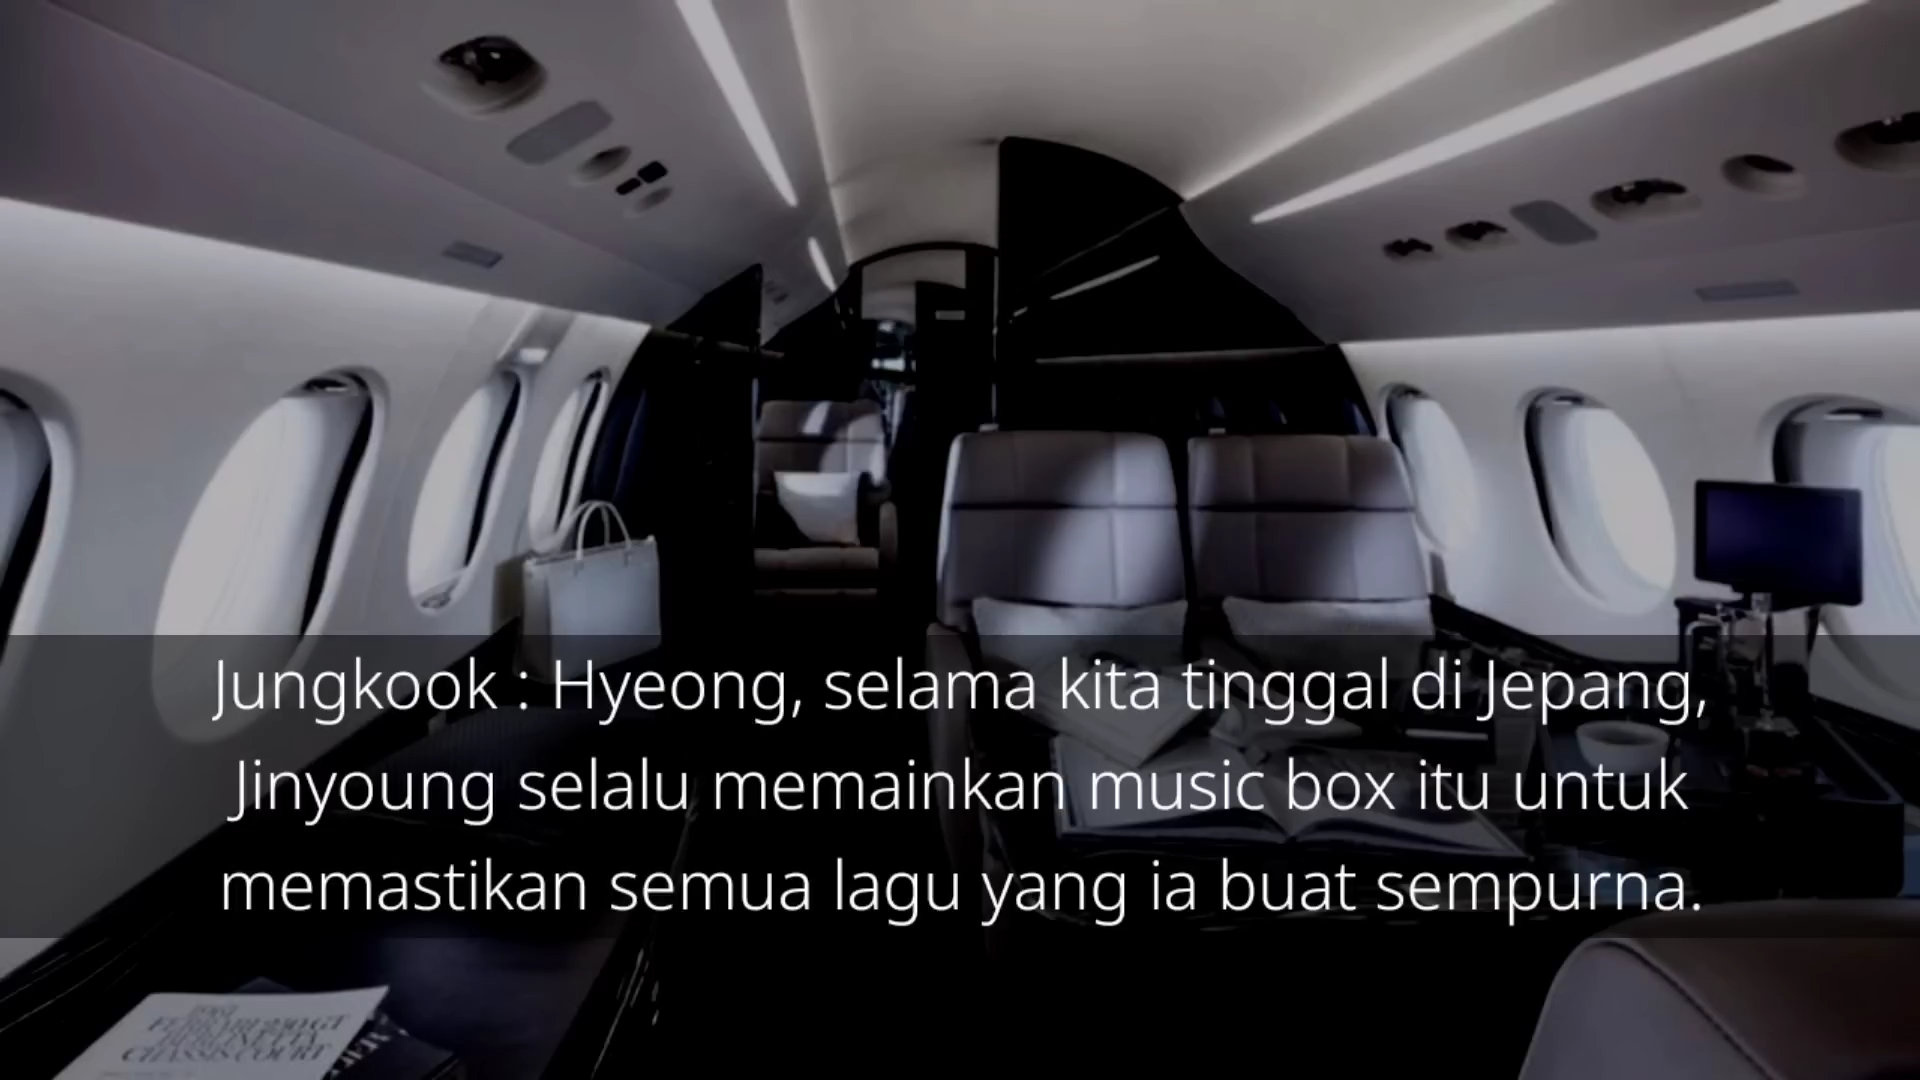 Jungkook : Hyeong, selama kita tinggal di Jepang,
Jinyoung selalu memainkan music box itu untuk
memastikan semua lagu yang ia buat sempurna.